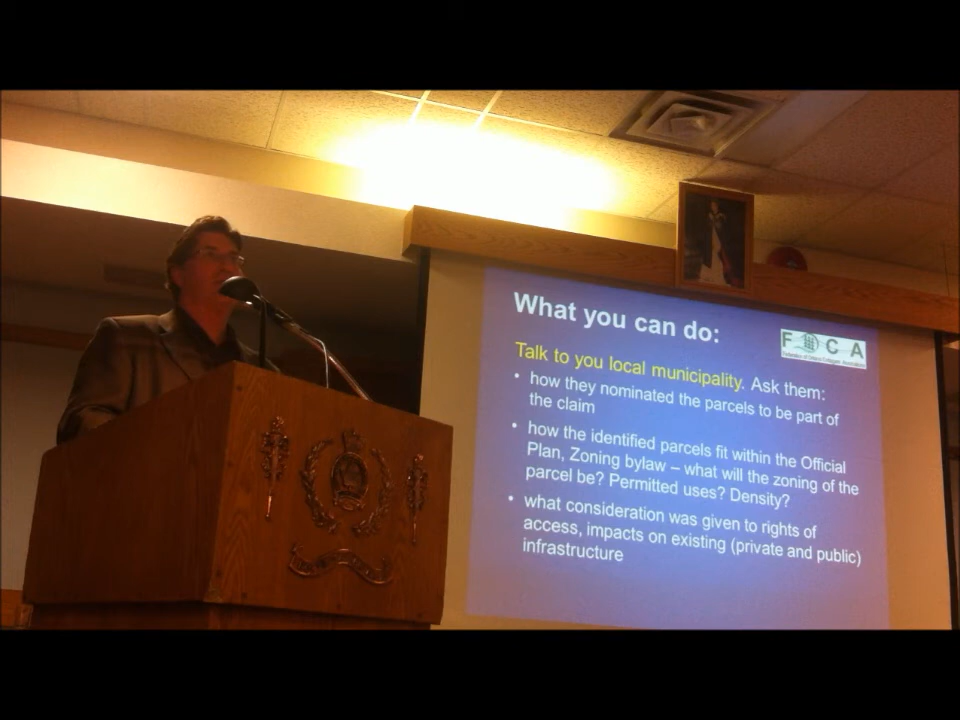 What you can do:
F CA
Talk to you local municipality. Ask them:
• how they nominated the parcels to be part of
the claim
• how the identified parcels fit within the Official
Plan, Zoning bylaw – what will the zoning of the
parcel be? Permitted uses? Density?
• what consideration was given to rights of
access, impacts on existing (private and public)
infrastructure